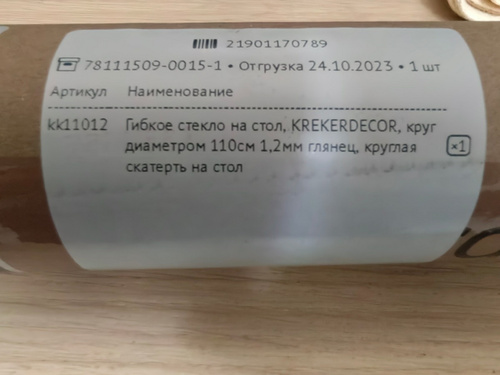 21901170789
78111509-0015-1 • Отгрузка 24.10.2023 • 1 шт
Артикул Наименование
kk11012 Гибкое стекло на стол, KREKERDECOR, круг
диаметром 110см 1,2мм глянец, круглая ×1
скатерть на стол